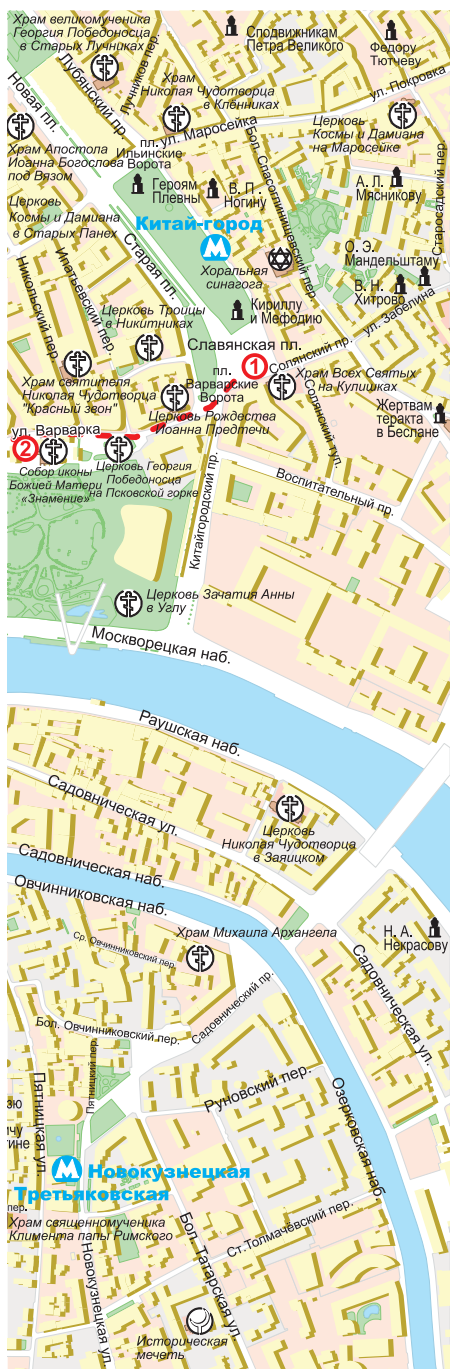 Храм великомученика
Георгия Победоносца
в Старых Лучниках
Лучников пер.
Сподвижникам
Петра Великого
Федору
Тютчеву
Новая пл.
Лубянский пр.
Храм
Николая Чудотворца
в Клённиках
ул. Покровка
ул. Маросейка
Церковь
Космы и Дамиана
на Маросейке
Храм Апостола
Иоанна Богослова
под Вязом
пл.
Ильинские
Ворота
Бол. Спасоглинищевский пер.
Старосадский пер.
Героям
Плевны
В. П .
Ногину
А. Л.
Мясникову
Церковь
Космы и Дамиана
в Старых Панех
Китай-город
М
Старая пл.
Хоральная
синагога
О. Э.
Мандельштаму
В. Н.
Хитрово
Никольский пер.
Ипатьевский пер.
Церковь Троицы
в Никитниках
Кириллу
и Мефодию
ул. Забелина
Славянская пл.
Солянский пр.
1
пл.
Варварские
Ворота
Храм Всех Святых
на Кулишках
Храм святителя
Николая Чудотворца
"Красный звон"
Церковь Рождества
Иоанна Предтечи
Солянский туп.
Жертвам
теракта
в Беслане
ул. Варварка
2
Собор иконы
Божией Матери
«Знамение»
Церковь Георгия
Победоносца
на Псковской горке
Воспитательный пр.
Китайгородский пр.
Церковь Зачатия Анны
в Углу
Москворецкая наб.
Раушская наб.
Садовническая ул.
Церковь
Николая Чудотворца
в Заяицком
Садовническая наб.
Овчинниковская наб.
Храм Михаила Архангела
Ср. Овчинниковский пер.
Н. А.
Некрасову
Садовническая ул.
Садовнический пр.
Бол. Овчинниковский пер.
Пятницкий пер.
Руновский пер.
Озерковская наб.
Пятницкая ул.
зю
чу
гине
М
Новокузнецкая
Третьяковская
пер.
Храм священномученика
Климента папы Римского
Новокузнецкая ул.
Бол. Татарская ул.
Ст.Толмачёвский пер.
Историческая
мечеть